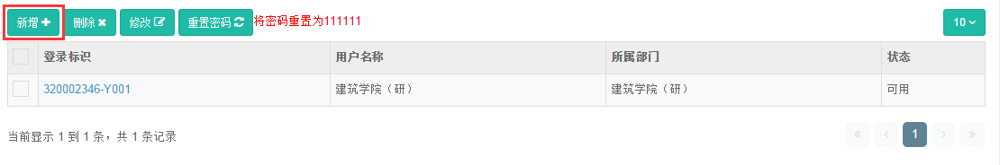 新增 删除 修改 重置密码 将密码重置为111111 10
登录标识 用户名称 所属部门 状态
320002346-Y001 建筑学院（研） 建筑学院（研） 可用
当前显示 1 到 1 条，共 1 条记录 « ‹ 1 › »